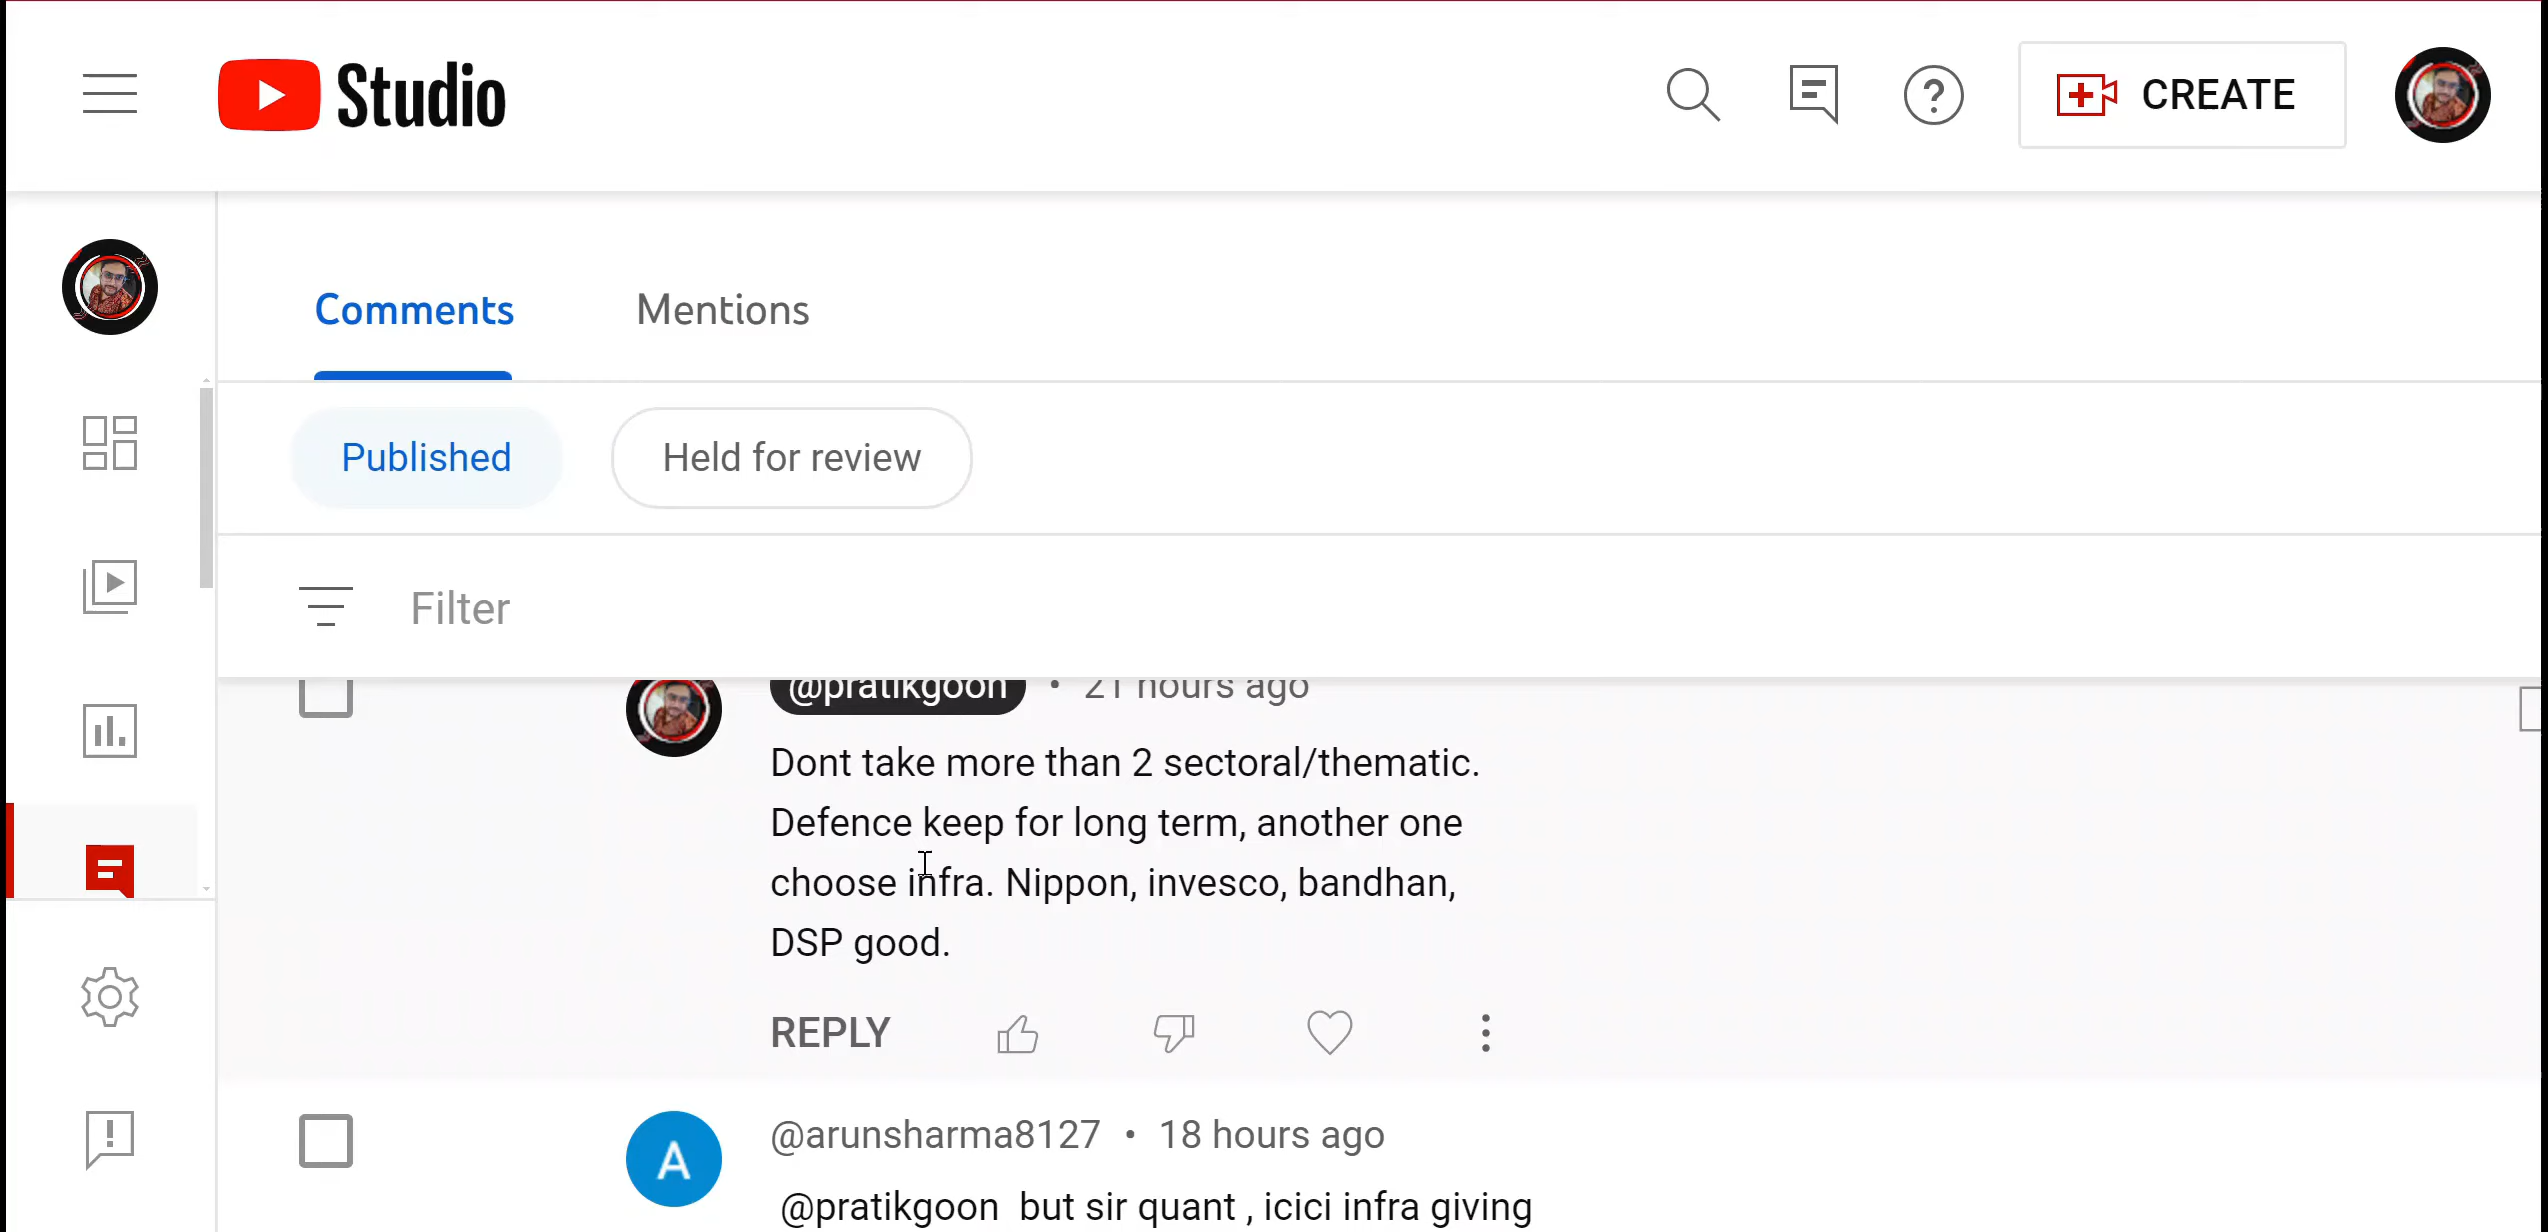 Studio
CREATE
Comments Mentions
Published Held for review
Filter
@pratikgoon • 21 hours ago
Dont take more than 2 sectoral/thematic.
Defence keep for long term, another one
choose infra. Nippon, invesco, bandhan,
DSP good.
REPLY
A
@arunsharma8127 • 18 hours ago
@pratikgoon but sir quant , icici infra giving